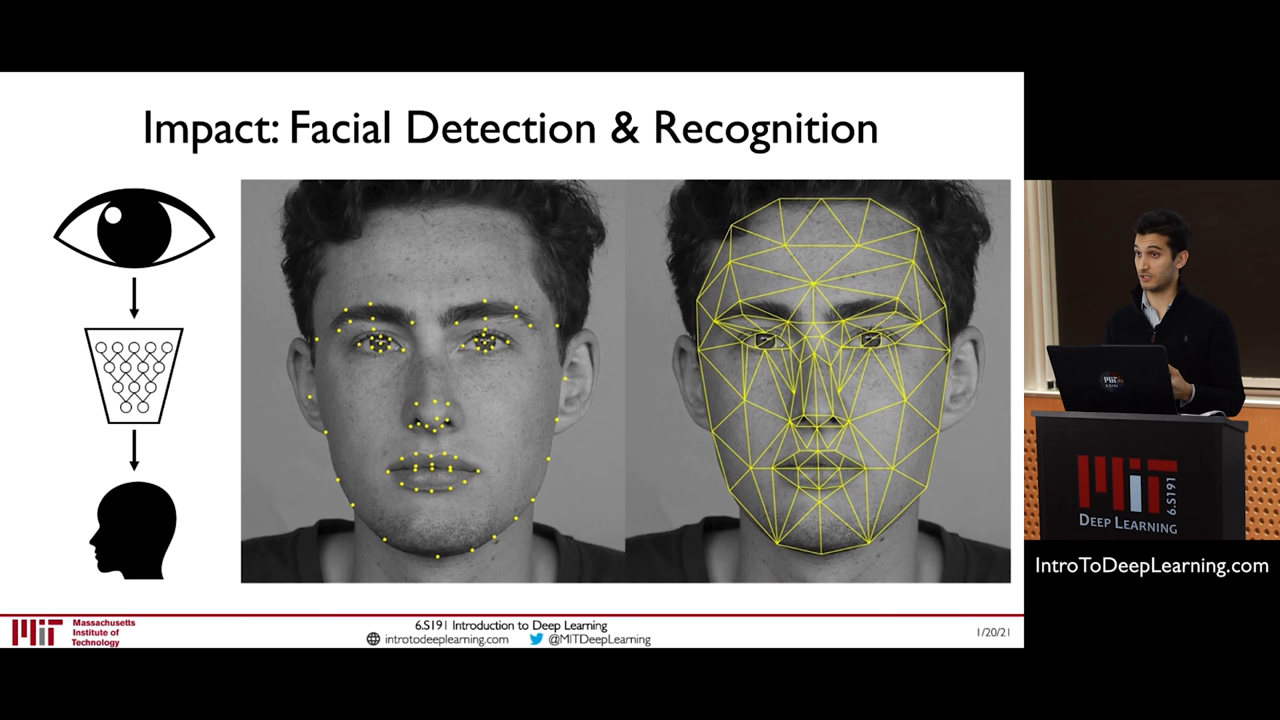 Impact: Facial Detection & Recognition
MIT
6.S191
DEEP LEARNING
IntroToDeepLearning.com
Massachusetts
Institute of
Technology
6.S191 Introduction to Deep Learning
introtodeeplearning.com @MITDeepLearning
1/20/21